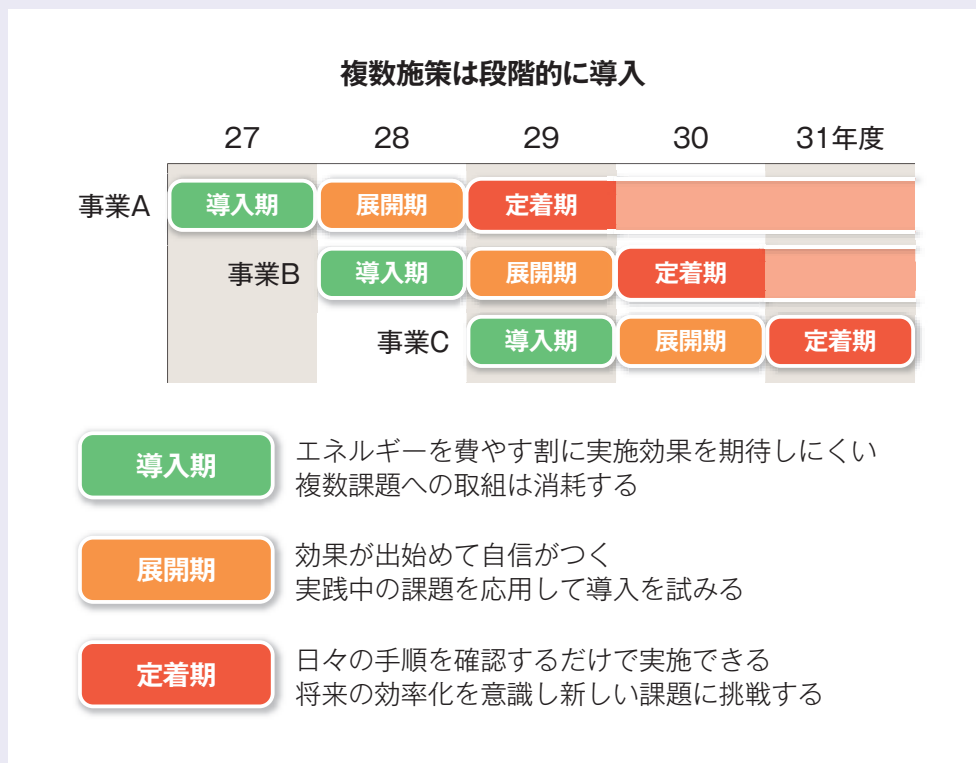 複数施策は段階的に導入
27 28 29 30 31年度
事業A 導入期 展開期 定着期
事業B 導入期 展開期 定着期
事業C 導入期 展開期 定着期
導入期
エネルギーを費やす割に実施効果を期待しにくい
複数課題への取組は消耗する
展開期
効果が出始めて自信がつく
実践中の課題を応用して導入を試みる
定着期
日々の手順を確認するだけで実施できる
将来の効率化を意識し新しい課題に挑戦する